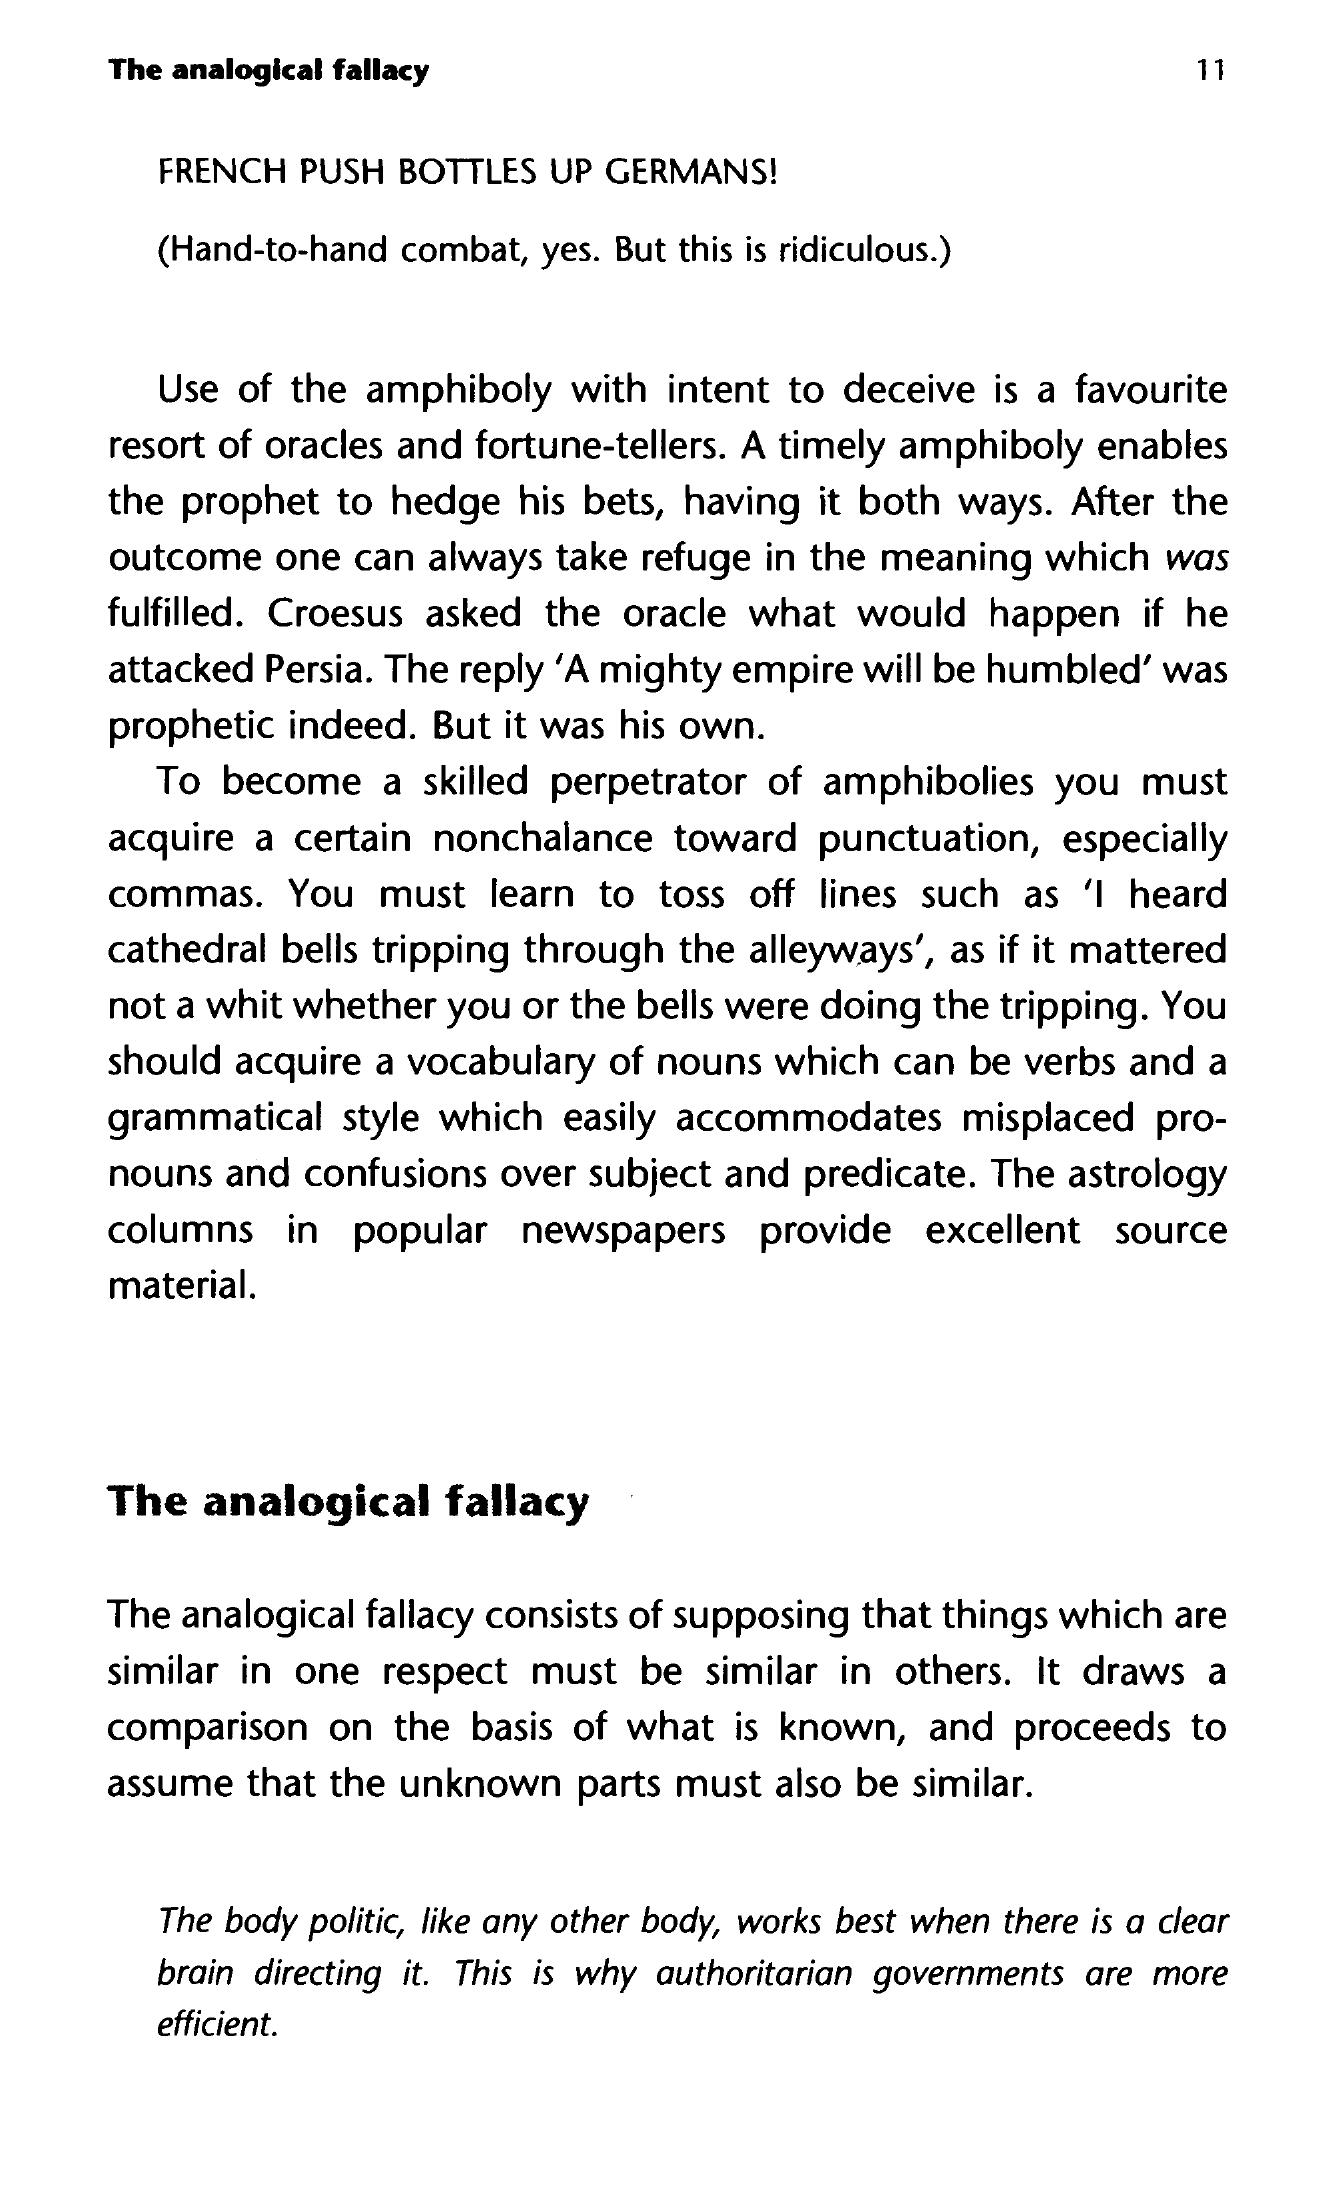 The analogical fallacy 11
FRENCH PUSH BOTTLES UP GERMANS!
(Hand-to-hand combat, yes. But this is ridiculous.)
Use of the amphiboly with intent to deceive is a favourite
resort of oracles and fortune-tellers. A timely amphiboly enables
the prophet to hedge his bets, having it both ways. After the
outcome one can always take refuge in the meaning which was
fulfilled. Croesus asked the oracle what would happen if he
attacked Persia. The reply 'A mighty empire will be humbled' was
prophetic indeed. But it was his own.
To become a skilled perpetrator of amphibolies you must
acquire a certain nonchalance toward punctuation, especially
commas. You must learn to toss off lines such as 'I heard
cathedral bells tripping through the alleyways', as if it mattered
not a whit whether you or the bells were doing the tripping. You
should acquire a vocabulary of nouns which can be verbs and a
grammatical style which easily accommodates misplaced pro-
nouns and confusions over subject and predicate. The astrology
columns in popular newspapers provide excellent source
material.
The analogical fallacy
The analogical fallacy consists of supposing that things which are
similar in one respect must be similar in others. It draws a
comparison on the basis of what is known, and proceeds to
assume that the unknown parts must also be similar.
The body politic, like any other body, works best when there is a clear
brain directing it. This is why authoritarian governments are more
efficient.